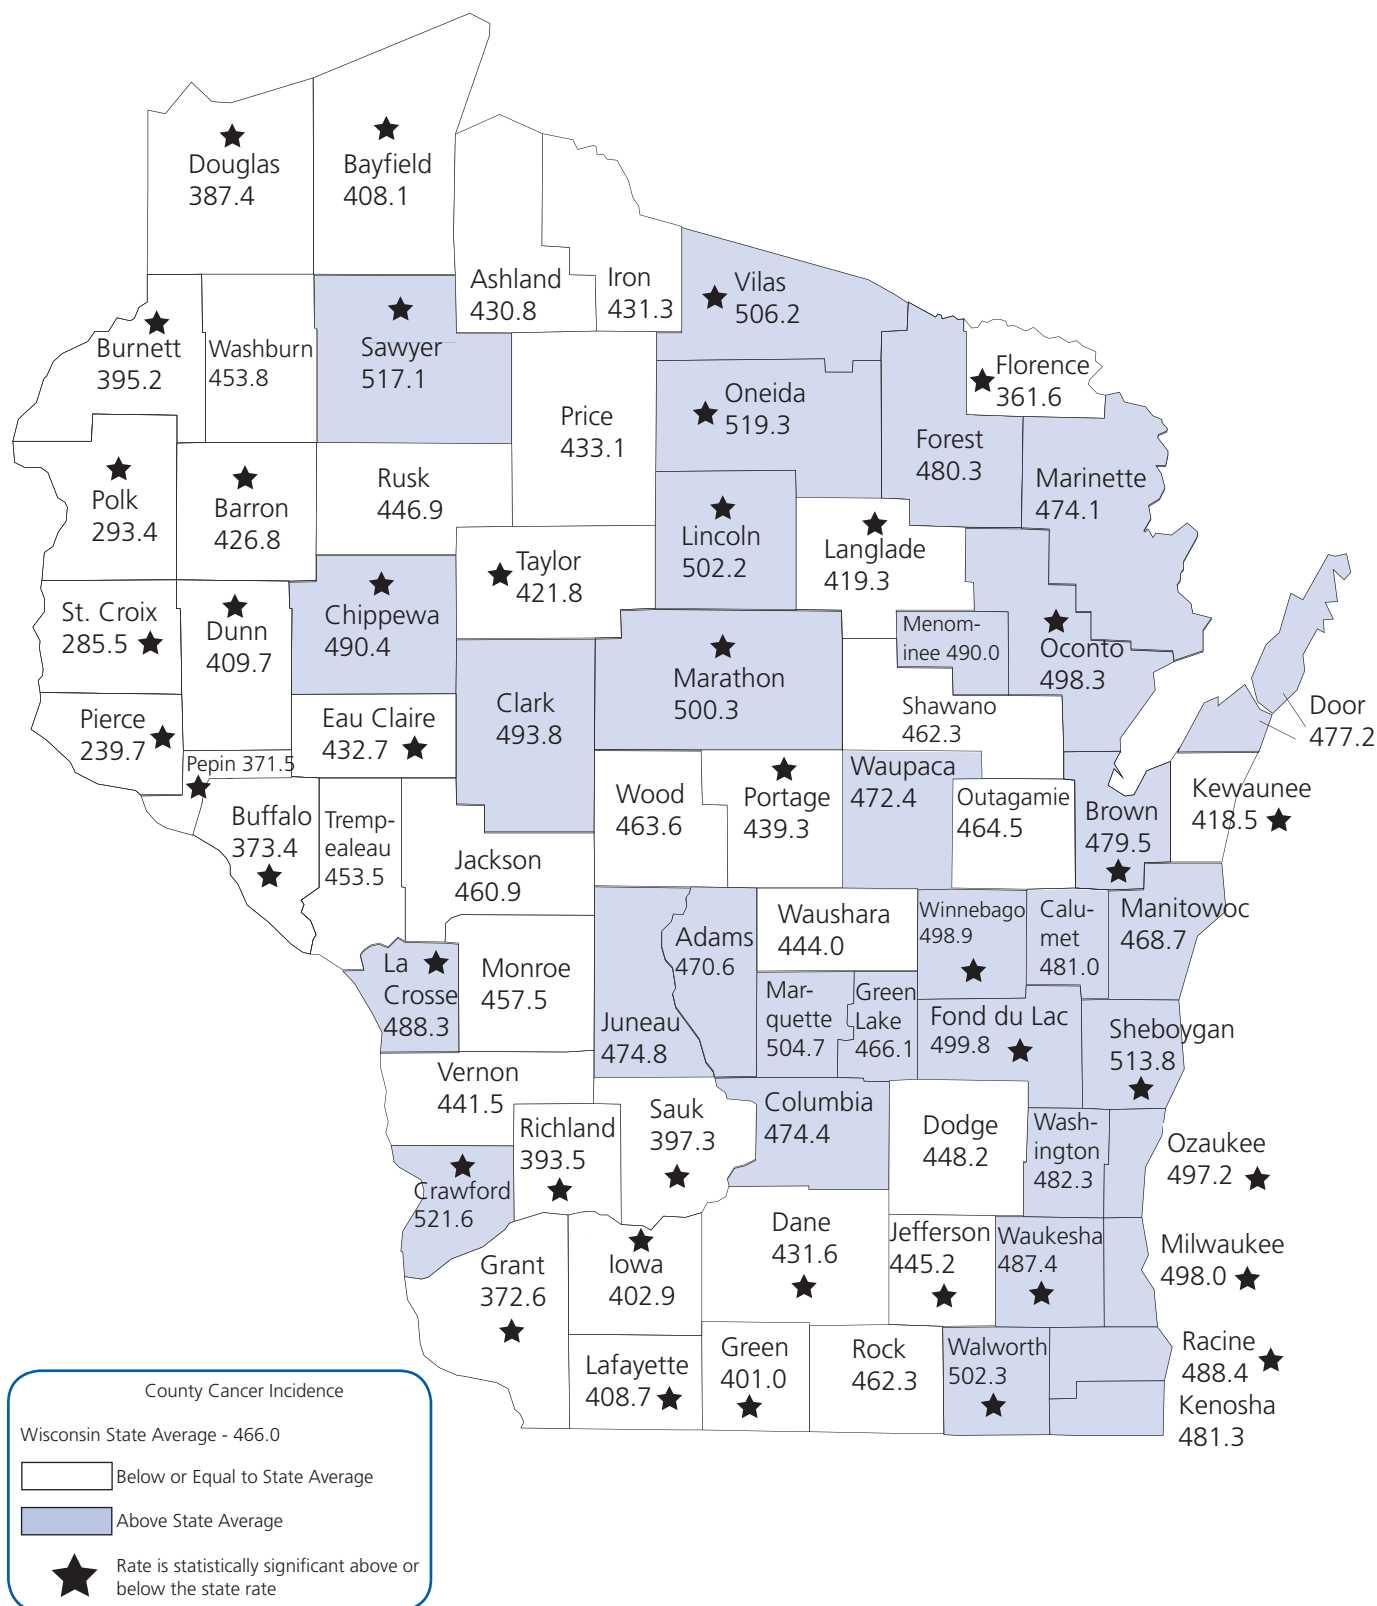 Douglas
387.4
Bayfield
408.1
Ashland
430.8
Iron
431.3
Vilas
506.2
Burnett
395.2
Washburn
453.8
Sawyer
517.1
Florence
361.6
Oneida
519.3
Price
433.1
Forest
480.3
Marinette
474.1
Polk
293.4
Barron
426.8
Rusk
446.9
Lincoln
502.2
Langlade
419.3
Taylor
421.8
St. Croix
285.5
Dunn
409.7
Chippewa
490.4
Menom-
inee 490.0
Oconto
498.3
Marathon
500.3
Clark
493.8
Shawano
462.3
Door
477.2
Pierce
239.7
Eau Claire
432.7
Pepin 371.5
Waupaca
472.4
Wood
463.6
Portage
439.3
Outagamie
464.5
Brown
479.5
Kewaunee
418.5
Buffalo
373.4
Tremp-
ealeau
453.5
Jackson
460.9
Waushara
444.0
Winnebago
498.9
Calu-
met
481.0
Manitowoc
468.7
Adams
470.6
La
Crosse
488.3
Monroe
457.5
Juneau
474.8
Mar-
quette
504.7
Green
Lake
466.1
Fond du Lac
499.8
Sheboygan
513.8
Vernon
441.5
Richland
393.5
Sauk
397.3
Columbia
474.4
Dodge
448.2
Wash-
ington
482.3
Ozaukee
497.2
Crawford
521.6
Grant
372.6
Iowa
402.9
Dane
431.6
Jefferson
445.2
Waukesha
487.4
Milwaukee
498.0
Lafayette
408.7
Green
401.0
Rock
462.3
Walworth
502.3
Racine
488.4
Kenosha
481.3
County Cancer Incidence
Wisconsin State Average - 466.0
Below or Equal to State Average
Above State Average
Rate is statistically significant above or
below the state rate